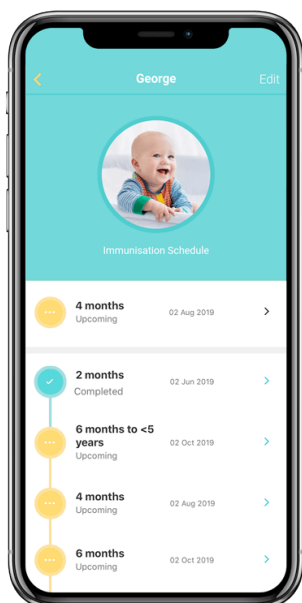 George
Edit
Immunisation Schedule
4 months
Upcoming
02 Aug 2019
2 months
Completed
02 Jun 2019
6 months to <5
years
Upcoming
02 Oct 2019
4 months
Upcoming
02 Aug 2019
6 months
Upcoming
02 Oct 2019